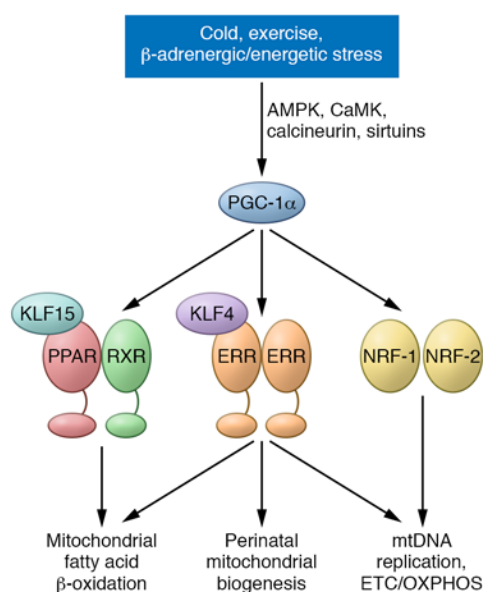 Cold, exercise,
β-adrenergic/energetic stress
AMPK, CaMK,
calcineurin, sirtuins
PGC-1α
KLF15
KLF4
PPAR
RXR
ERR
ERR
NRF-1
NRF-2
Mitochondrial
fatty acid
β-oxidation
Perinatal
mitochondrial
biogenesis
mtDNA
replication,
ETC/OXPHOS